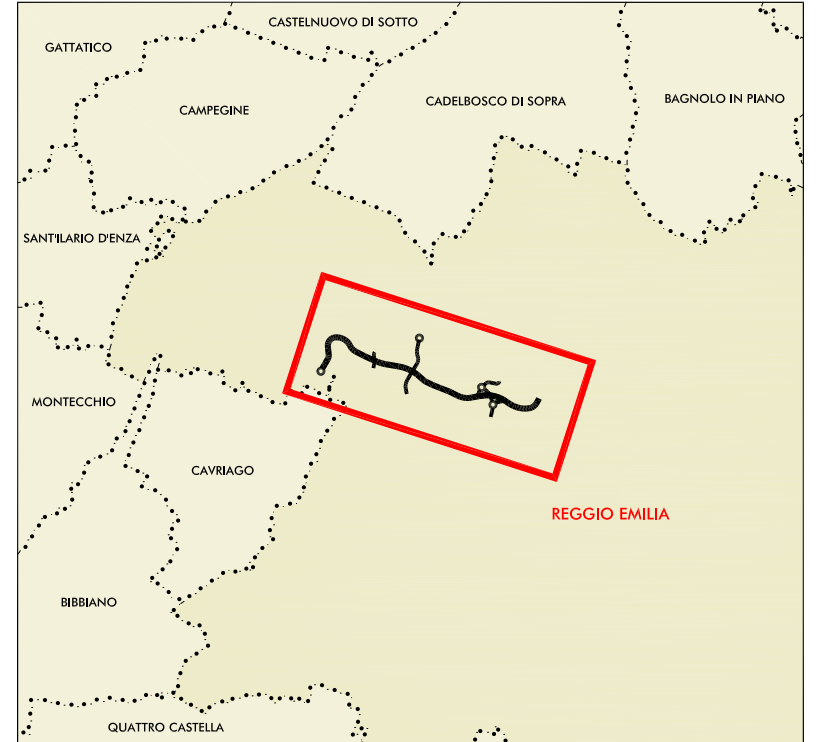 CASTELNUOVO DI SOTTO
GATTATICO
CAMPEGINE
CADELBOSCO DI SOPRA
BAGNOLO IN PIANO
SANT'ILARIO D'ENZA
MONTECCHIO
CAVRIAGO
REGGIO EMILIA
BIBBIANO
QUATTRO CASTELLA